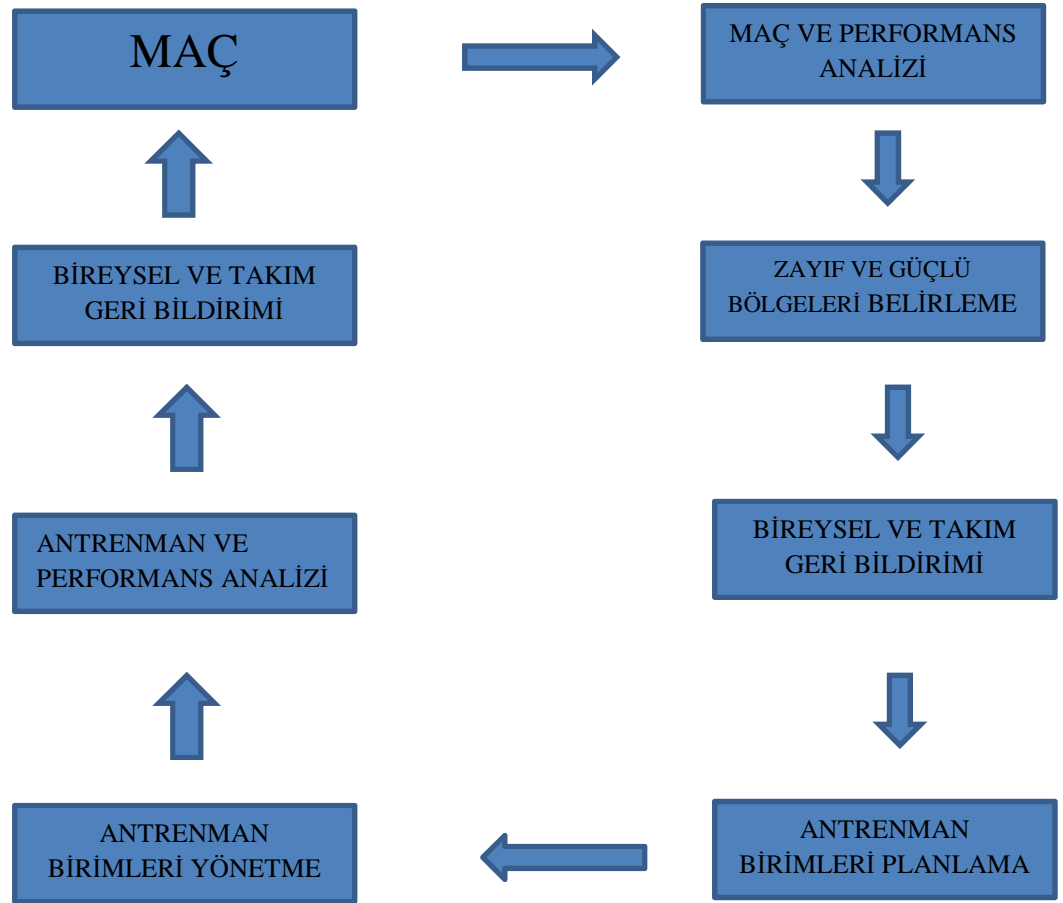 MAÇ
MAÇ VE PERFORMANS
ANALİZİ
ZAYIF VE GÜÇLÜ
BÖLGELERİ BELİRLEME
BİREYSEL VE TAKIM
GERİ BİLDİRİMİ
ANTRENMAN
BİRİMLERİ PLANLAMA
ANTRENMAN
BİRİMLERİ YÖNETME
ANTRENMAN VE
PERFORMANS ANALİZİ
BİREYSEL VE TAKIM
GERİ BİLDİRİMİ